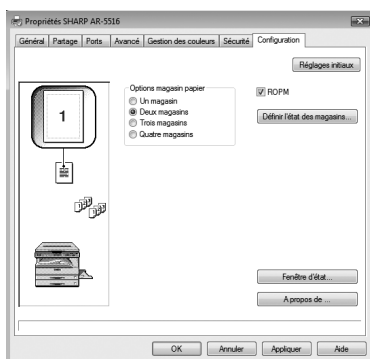 Propriétés SHARP AR-5516
Général Partage Ports Avancé Gestion des couleurs Sécurité Configuration
Réglages initiaux
Options magasin papier
Un magasin
Deux magasins
Trois magasins
Quatre magasins
ROPM
Définir l'état des magasins...
1
Fenêtre d'état...
A propos de ...
OK Annuler Appliquer Aide